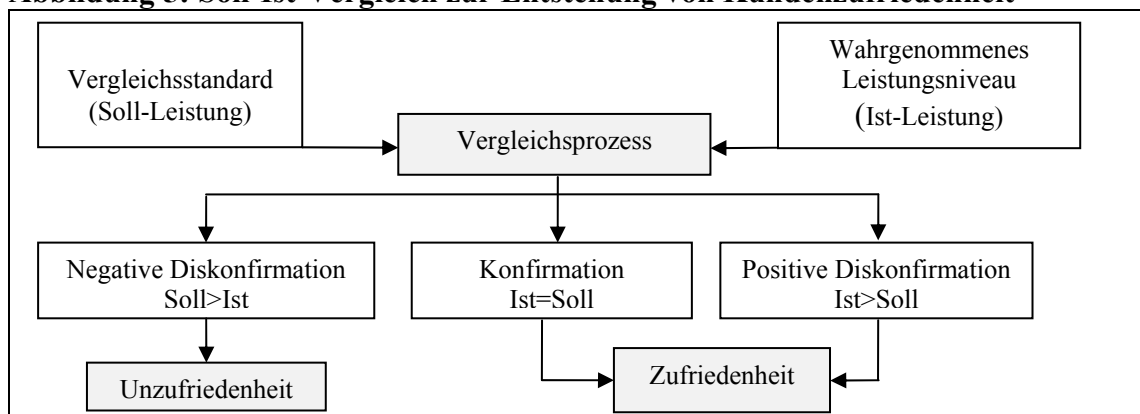 Abbildung 3: Soll-Ist-Vergleich zur Entstehung von Kundenzufriedenheit
Vergleichsstandard
(Soll-Leistung)
Wahrgenommenes
Leistungsniveau
(Ist-Leistung)
Vergleichsprozess
Negative Diskonfirmation
Soll>Ist
Konfirmation
Ist=Soll
Positive Diskonfirmation
Ist>Soll
Unzufriedenheit
Zufriedenheit